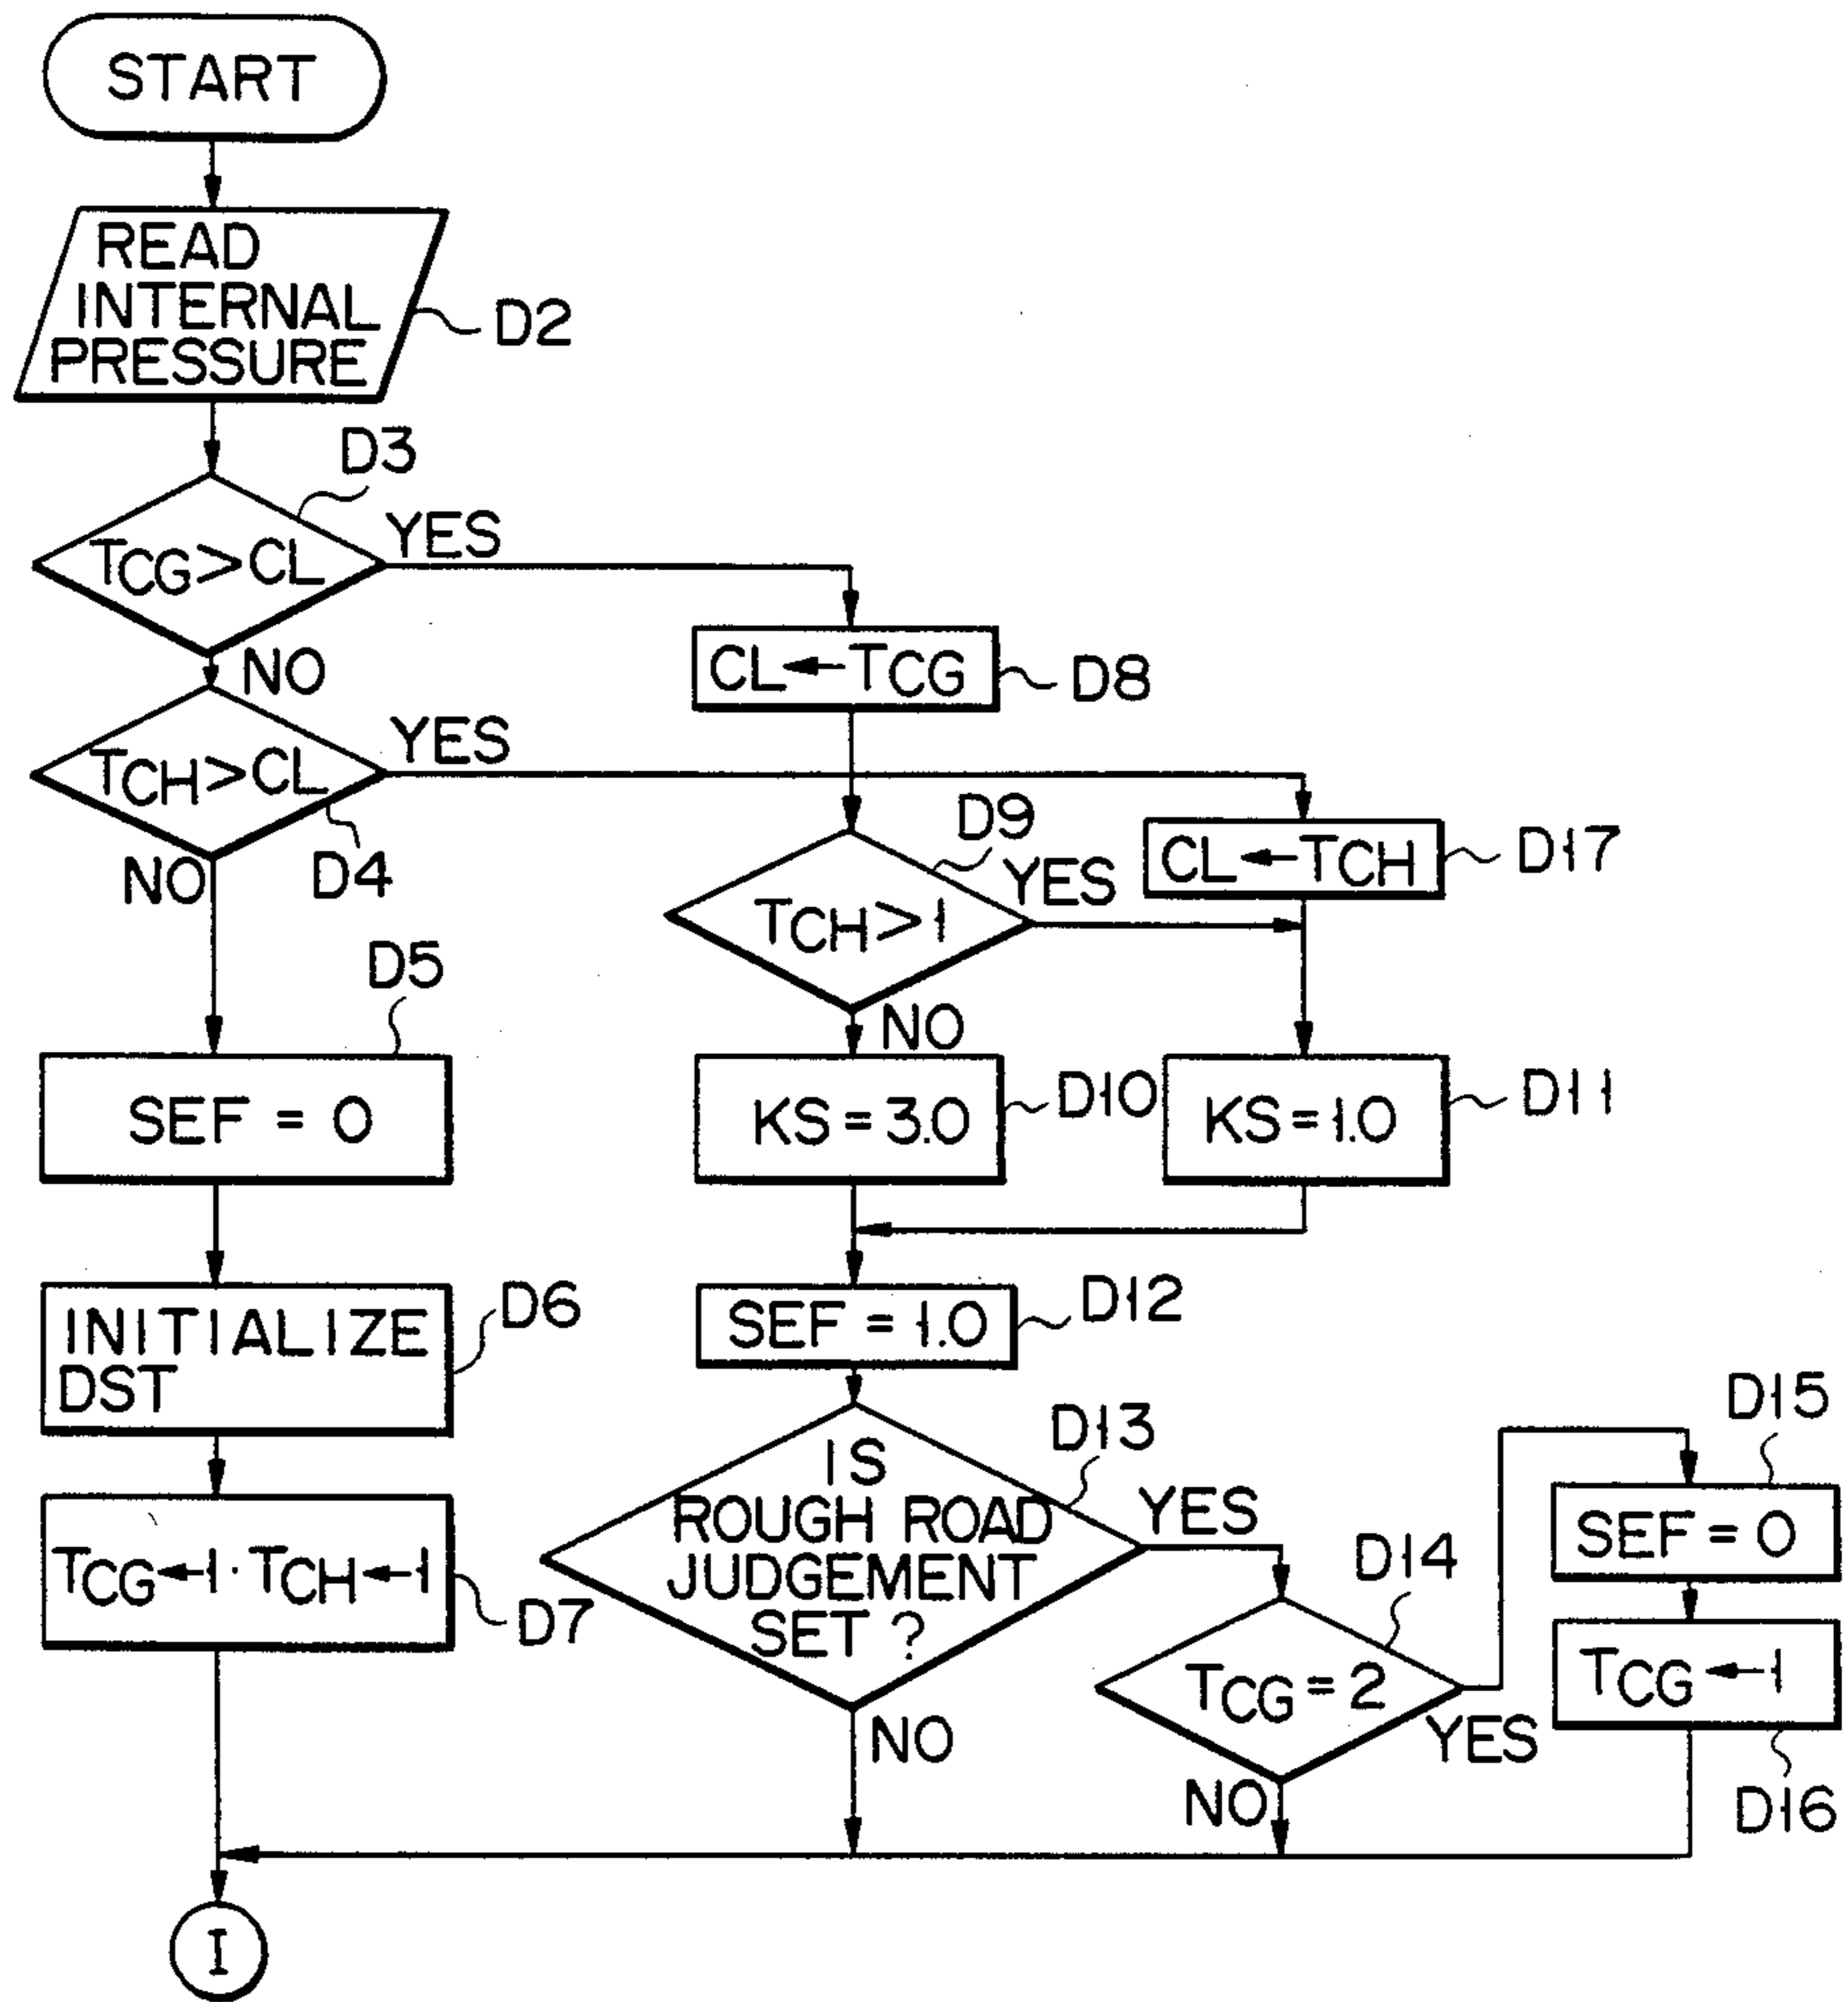 START
READ
INTERNAL
PRESSURE
D2
D3
TCG>CL
YES
NO
CL←TCG
D8
TCH>CL
YES
D4
NO
D9
TCH>1
YES
NO
CL←TCH
D17
D5
SEF = 0
KS=3.0
D10
KS=1.0
D11
INITIALIZE
DST
D6
SEF = 1.0
D12
D13
IS
ROUGH ROAD
JUDGEMENT
SET ?
YES
NO
D15
SEF = 0
D14
TCG=2
YES
NO
TCG←1
D16
TCG←1·TCH←1
D7
I